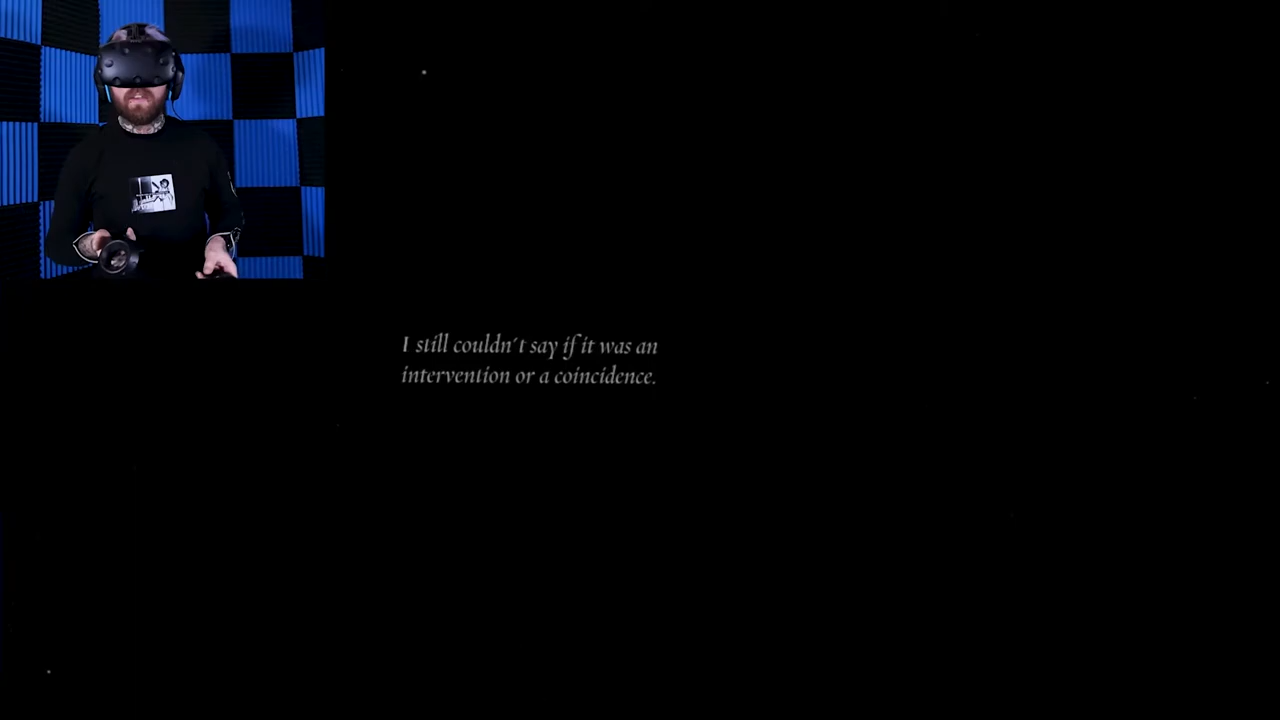 I still couldn't say if it was an
intervention or a coincidence.